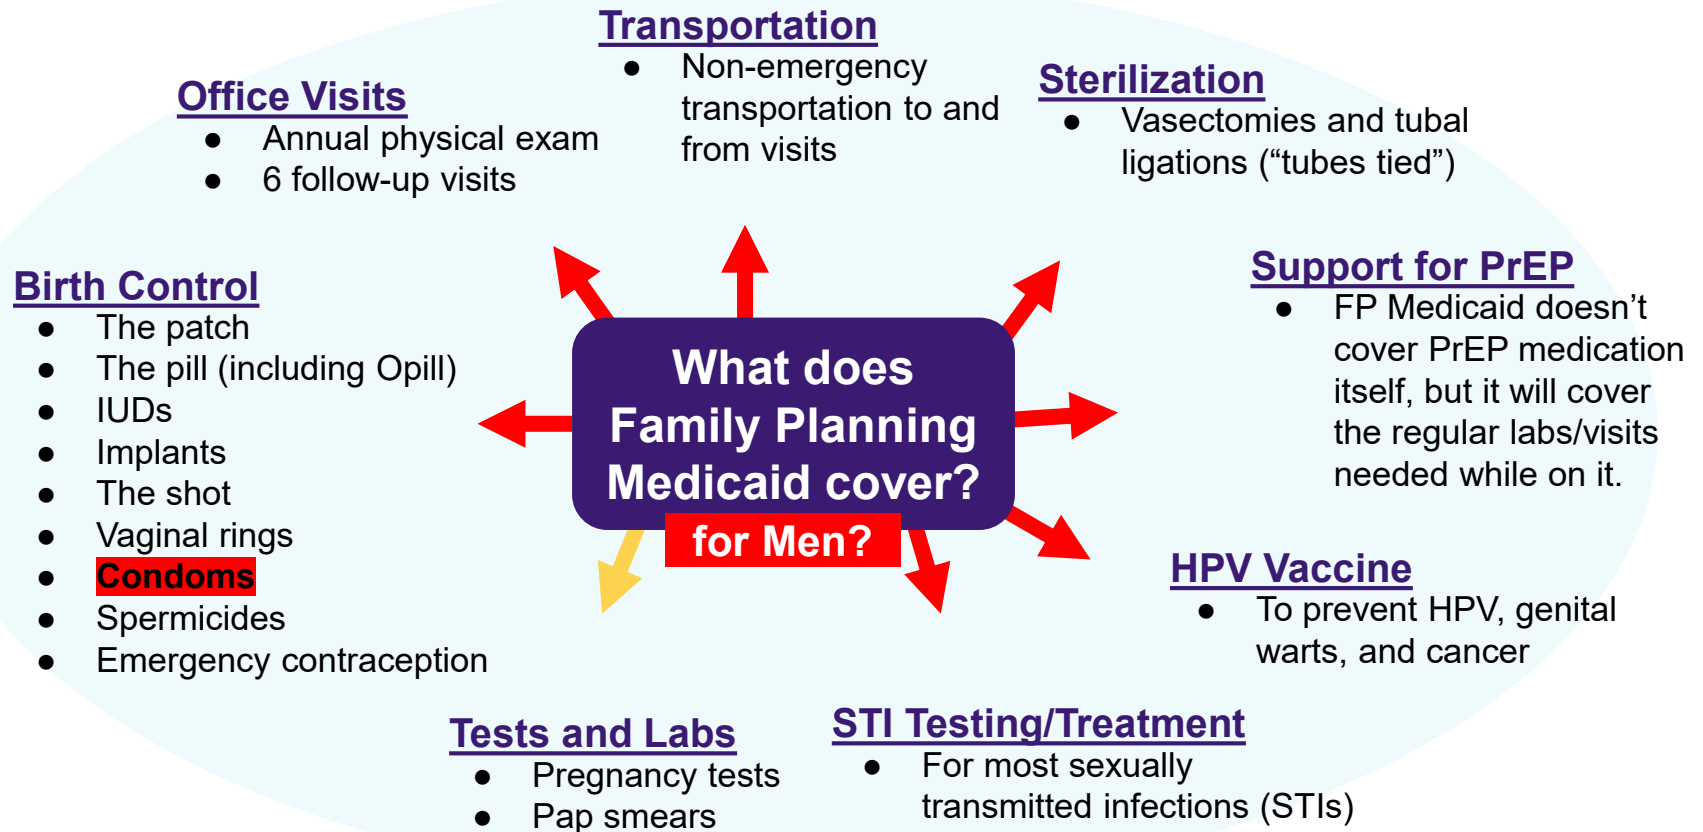 Transportation
● Non-emergency
transportation to and
from visits
Office Visits
● Annual physical exam
● 6 follow-up visits
Sterilization
● Vasectomies and tubal
ligations (“tubes tied”)
Birth Control
● The patch
● The pill (including Opill)
● IUDs
● Implants
● The shot
● Vaginal rings
● Condoms
● Spermicides
● Emergency contraception
What does
Family Planning
Medicaid cover?
for Men?
Support for PrEP
● FP Medicaid doesn’t
cover PrEP medication
itself, but it will cover
the regular labs/visits
needed while on it.
HPV Vaccine
● To prevent HPV, genital
warts, and cancer
Tests and Labs
● Pregnancy tests
● Pap smears
STI Testing/Treatment
● For most sexually
transmitted infections (STIs)